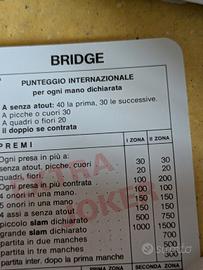 BRIDGE
PUNTEGGIO INTERNAZIONALE
per ogni mano dichiarata
A senza atout: 40 la prima, 30 le successive.
A picche o cuori 30
A quadri o fiori 20
il doppio se contrata
PREMI I ZONA II ZONA
Ogni presa in più a:
senza atout, picche, cuori 30 30
quadri, fiori 20 20
Ogni presa in più contrata 100 200
onori in una mano 100 100
5 onori in una mano 150 150
4 assi a senza atout 150 150
piccolo slam dichiarato 500 750
grande slam dichiarato 1000 1500
partita in due manche 700
partita in tre manches
partita inter. dopo la prima manche 300
PRIMA ZONA SECONDA ZONA
subito